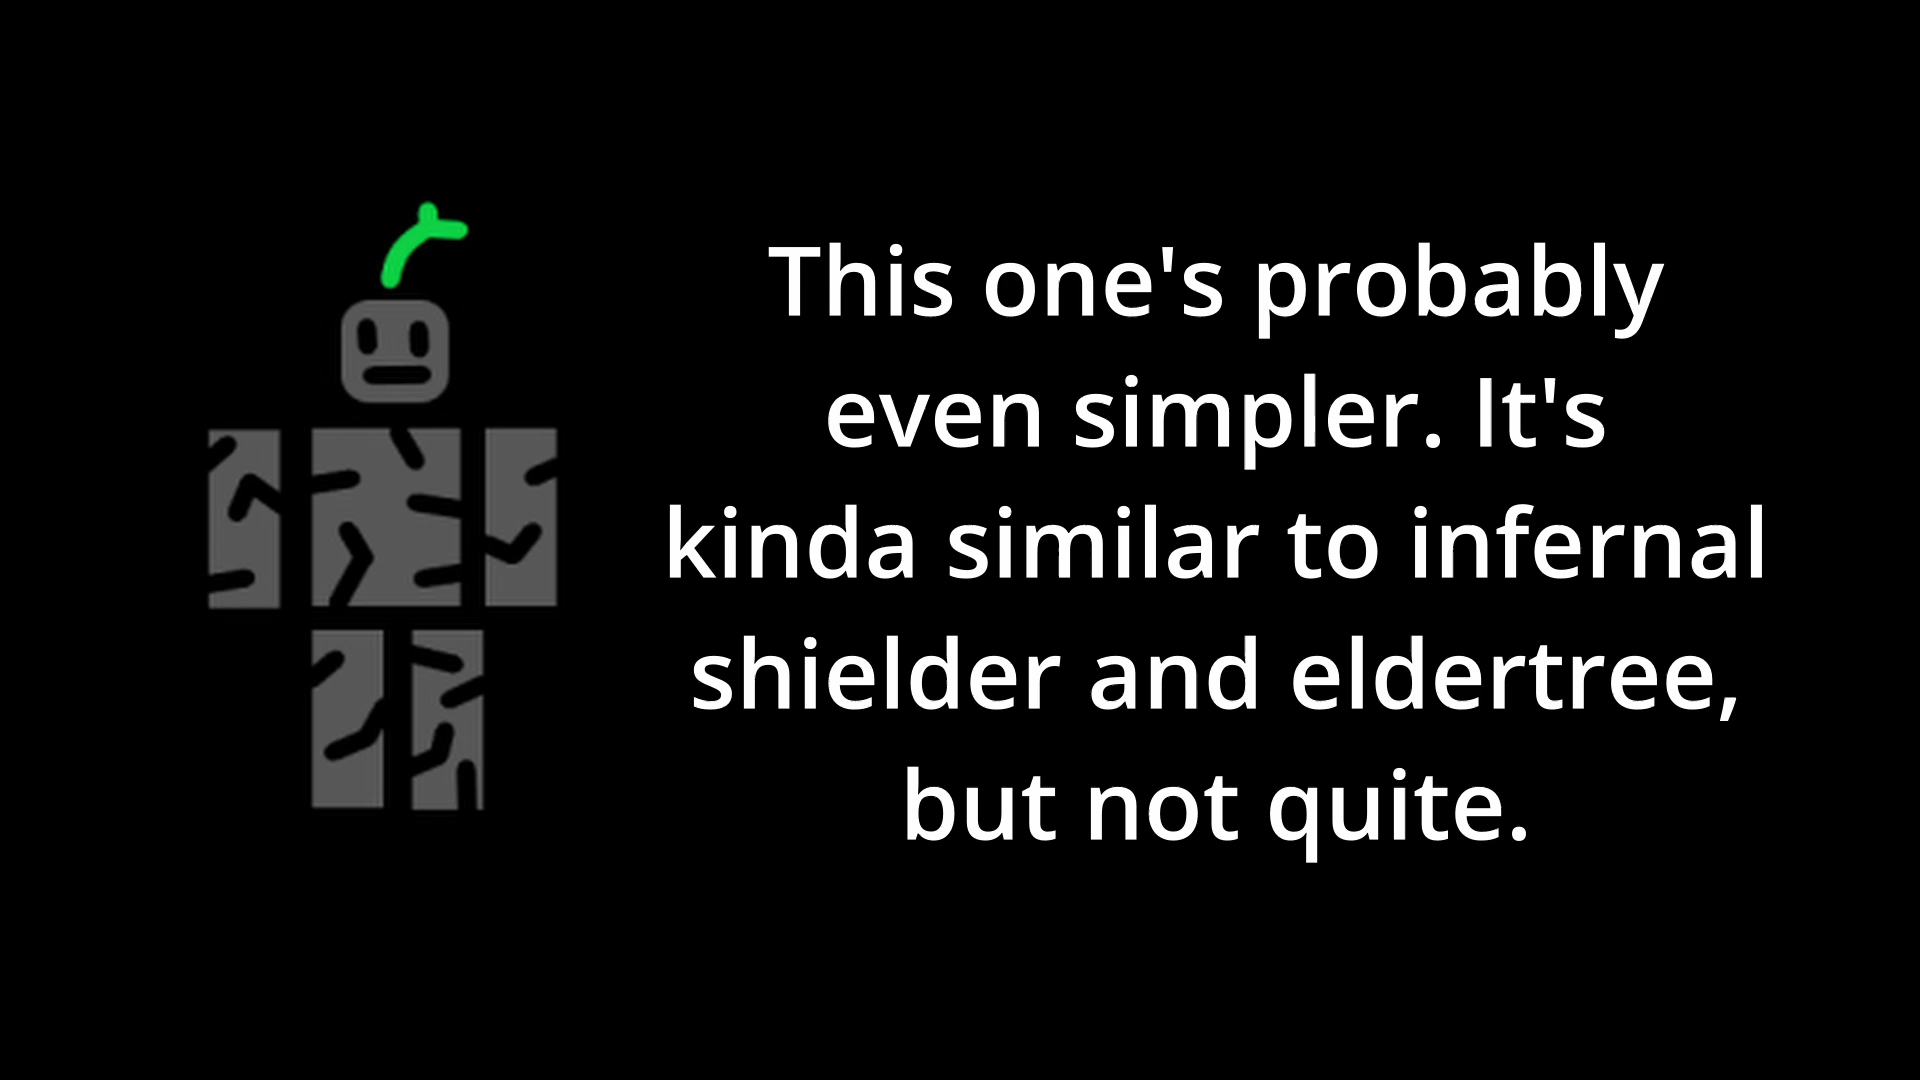 This one's probably
even simpler. It's
kinda similar to infernal
shielder and eldertree,
but not quite.